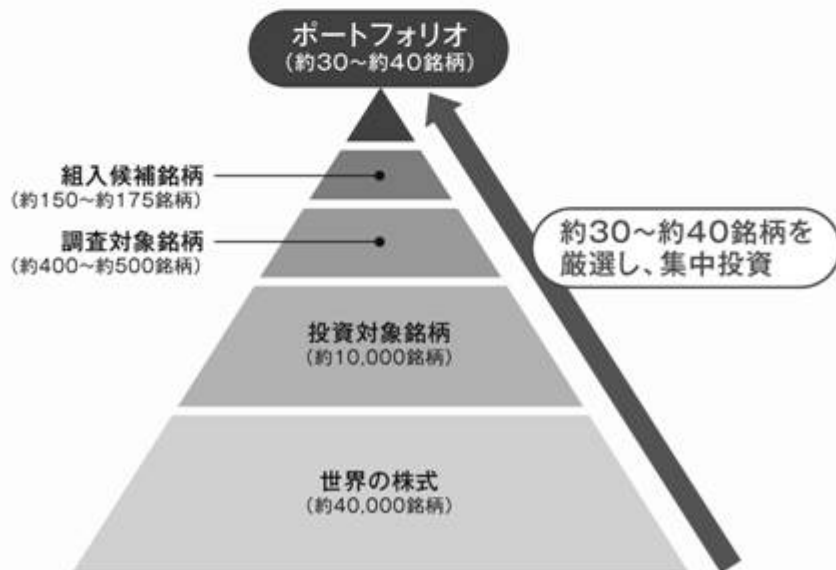 ポートフォリオ
(約30〜約40銘柄)
組入候補銘柄
(約150〜約175銘柄)
調査対象銘柄
(約400〜約500銘柄)
約30〜約40銘柄を
厳選し、集中投資
投資対象銘柄
(約10,000銘柄)
世界の株式
(約40,000銘柄)